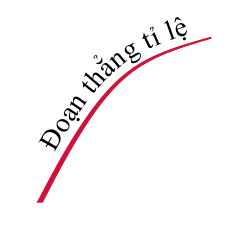 Đoạn thẳng tỉ lệ